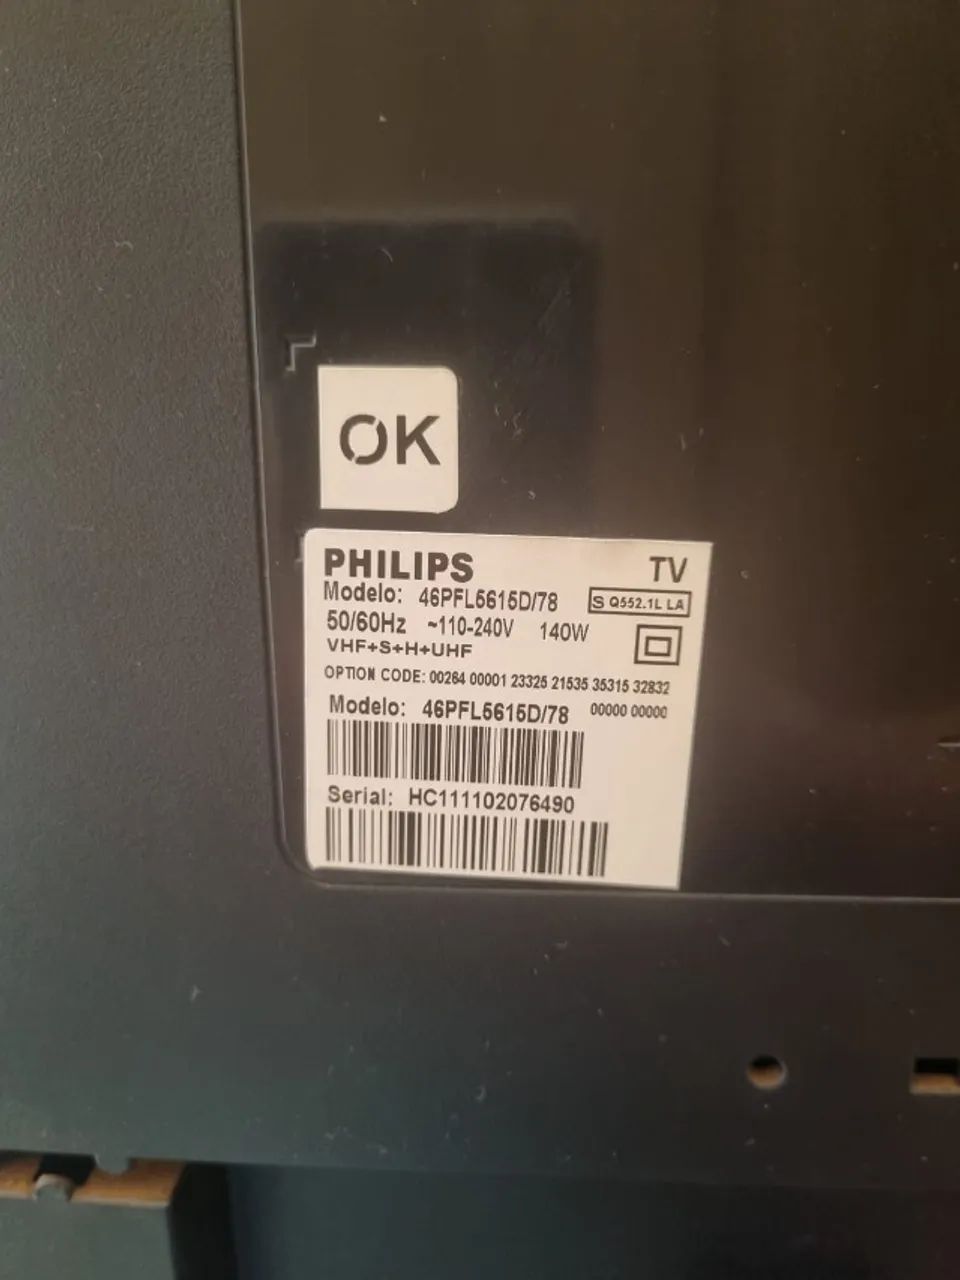 OK
PHILIPS TV
Modelo: 46PFL5615D/78 S Q552.1L LA
50/60Hz ~110-240V 140W
VHF+S+H+UHF
OPTION CODE: 00264 00001 23325 21535 35315 32832
00000 00000
Modelo: 46PFL5615D/78
Serial: HC111102076490